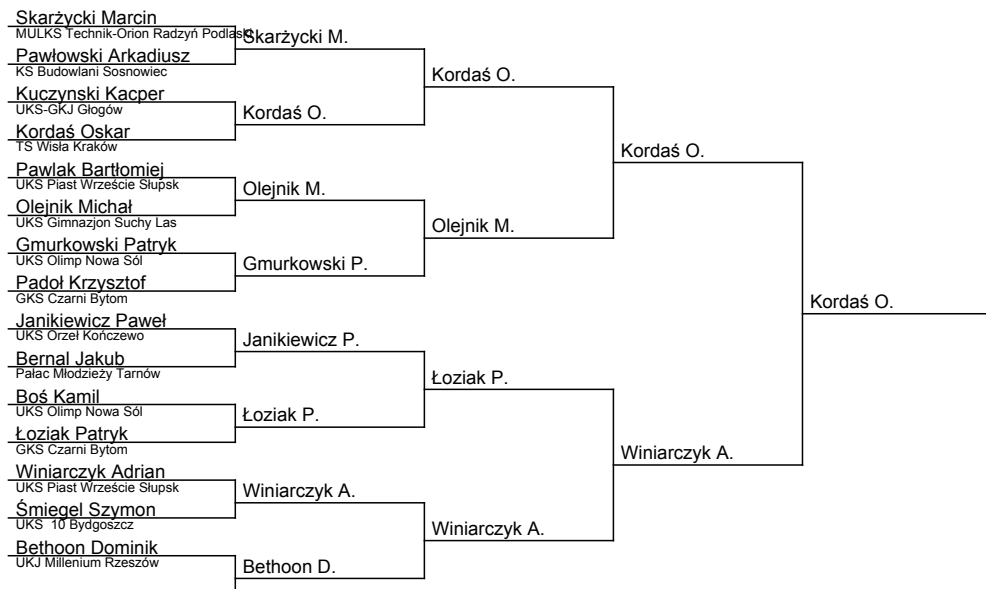 Skarżycki Marcin
MULKS Technik-Orion Radzyń Podlaski
Pawłowski Arkadiusz
KS Budowlani Sosnowiec
Kuczynski Kacper
UKS-GKJ Głogów
Kordaś Oskar
TS Wisła Kraków
Pawlak Bartłomiej
UKS Piast Wrzeście Słupsk
Olejnik Michał
UKS Gimnazjon Suchy Las
Gmurkowski Patryk
UKS Olimp Nowa Sól
Padoł Krzysztof
GKS Czarni Bytom
Janikiewicz Paweł
UKS Orzeł Kończewo
Bernal Jakub
Pałac Młodzieży Tarnów
Boś Kamil
UKS Olimp Nowa Sól
Łoziak Patryk
GKS Czarni Bytom
Winiarczyk Adrian
UKS Piast Wrzeście Słupsk
Śmiegel Szymon
UKS 10 Bydgoszcz
Bethoon Dominik
UKJ Millenium Rzeszów
Skarżycki M.
Kordaś O.
Olejnik M.
Gmurkowski P.
Janikiewicz P.
Łoziak P.
Winiarczyk A.
Bethoon D.
Kordaś O.
Olejnik M.
Łoziak P.
Winiarczyk A.
Kordaś O.
Winiarczyk A.
Kordaś O.